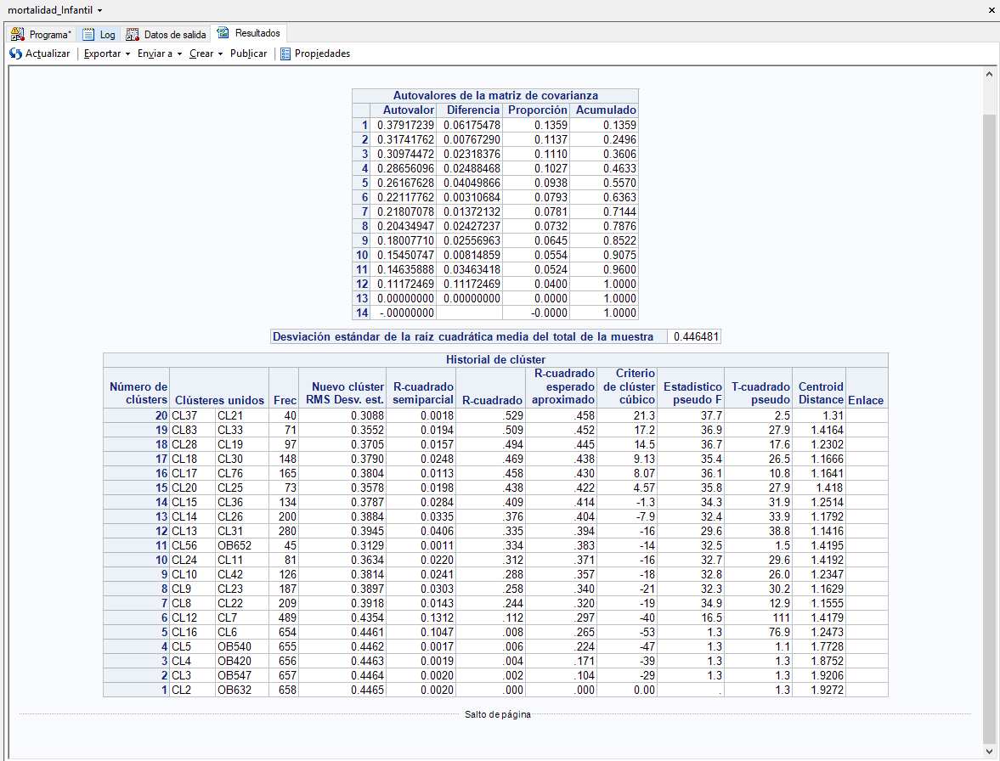 mortalidad_Infantil
Programa* Log Datos de salida Resultados
Actualizar Exportar Enviar a Crear Publicar Propiedades
Autovalores de la matriz de covarianza
Autovalor Diferencia Proporción Acumulado
1 0.37917239 0.06175478 0.1359 0.1359
2 0.31741762 0.00767290 0.1137 0.2496
3 0.30974472 0.02318376 0.1110 0.3606
4 0.28656096 0.02488468 0.1027 0.4633
5 0.26167628 0.04049866 0.0938 0.5570
6 0.22117762 0.00310684 0.0793 0.6363
7 0.21807078 0.01372132 0.0781 0.7144
8 0.20434947 0.02427237 0.0732 0.7876
9 0.18007710 0.02556963 0.0645 0.8522
10 0.15450747 0.00814859 0.0554 0.9075
11 0.14635888 0.03463418 0.0524 0.9600
12 0.11172469 0.11172469 0.0400 1.0000
13 0.00000000 0.00000000 0.0000 1.0000
14 -.00000000 -0.0000 1.0000
Desviación estándar de la raíz cuadrática media del total de la muestra 0.446481
Historial de clúster
Número de clústers Clústeres unidos Frec Nuevo clúster RMS Desv. est. R-cuadrado semiparcial R-cuadrado R-cuadrado esperado aproximado Criterio de clúster cúbico Estadístico pseudo F T-cuadrado pseudo Centroid Distance Enlace
20 CL37 CL21 40 0.3088 0.0018 .529 .458 21.3 37.7 2.5 1.31
19 CL83 CL33 71 0.3552 0.0194 .509 .452 17.2 36.9 27.9 1.4164
18 CL28 CL19 97 0.3705 0.0157 .494 .445 14.5 36.7 17.6 1.2302
17 CL18 CL30 148 0.3790 0.0248 .469 .438 9.13 35.4 26.5 1.1666
16 CL17 CL76 165 0.3804 0.0113 .458 .430 8.07 36.1 10.8 1.1641
15 CL20 CL25 73 0.3578 0.0198 .438 .422 4.57 35.8 27.9 1.418
14 CL15 CL36 134 0.3787 0.0284 .409 .414 -1.3 34.3 31.9 1.2514
13 CL14 CL26 200 0.3884 0.0335 .376 .404 -7.9 32.4 33.9 1.1792
12 CL13 CL31 280 0.3945 0.0406 .335 .394 -16 29.6 38.8 1.1416
11 CL56 OB652 45 0.3129 0.0011 .334 .383 -14 32.5 1.5 1.4195
10 CL24 CL11 81 0.3634 0.0220 .312 .371 -16 32.7 29.6 1.4192
9 CL10 CL42 126 0.3814 0.0241 .288 .357 -18 32.8 26.0 1.2347
8 CL9 CL23 187 0.3897 0.0303 .258 .340 -21 32.3 30.2 1.1629
7 CL8 CL22 209 0.3918 0.0143 .244 .320 -19 34.9 12.9 1.1555
6 CL12 CL7 489 0.4354 0.1312 .112 .297 -40 16.5 111 1.4179
5 CL16 CL6 654 0.4461 0.1047 .008 .265 -53 1.3 76.9 1.2473
4 CL5 OB540 655 0.4462 0.0017 .006 .224 -47 1.3 1.1 1.7728
3 CL4 OB420 656 0.4463 0.0019 .004 .171 -39 1.3 1.3 1.8752
2 CL3 OB547 657 0.4464 0.0020 .002 .104 -29 1.3 1.3 1.9206
1 CL2 OB632 658 0.4465 0.0020 .000 .000 0.00 . 1.3 1.9272
Salto de página